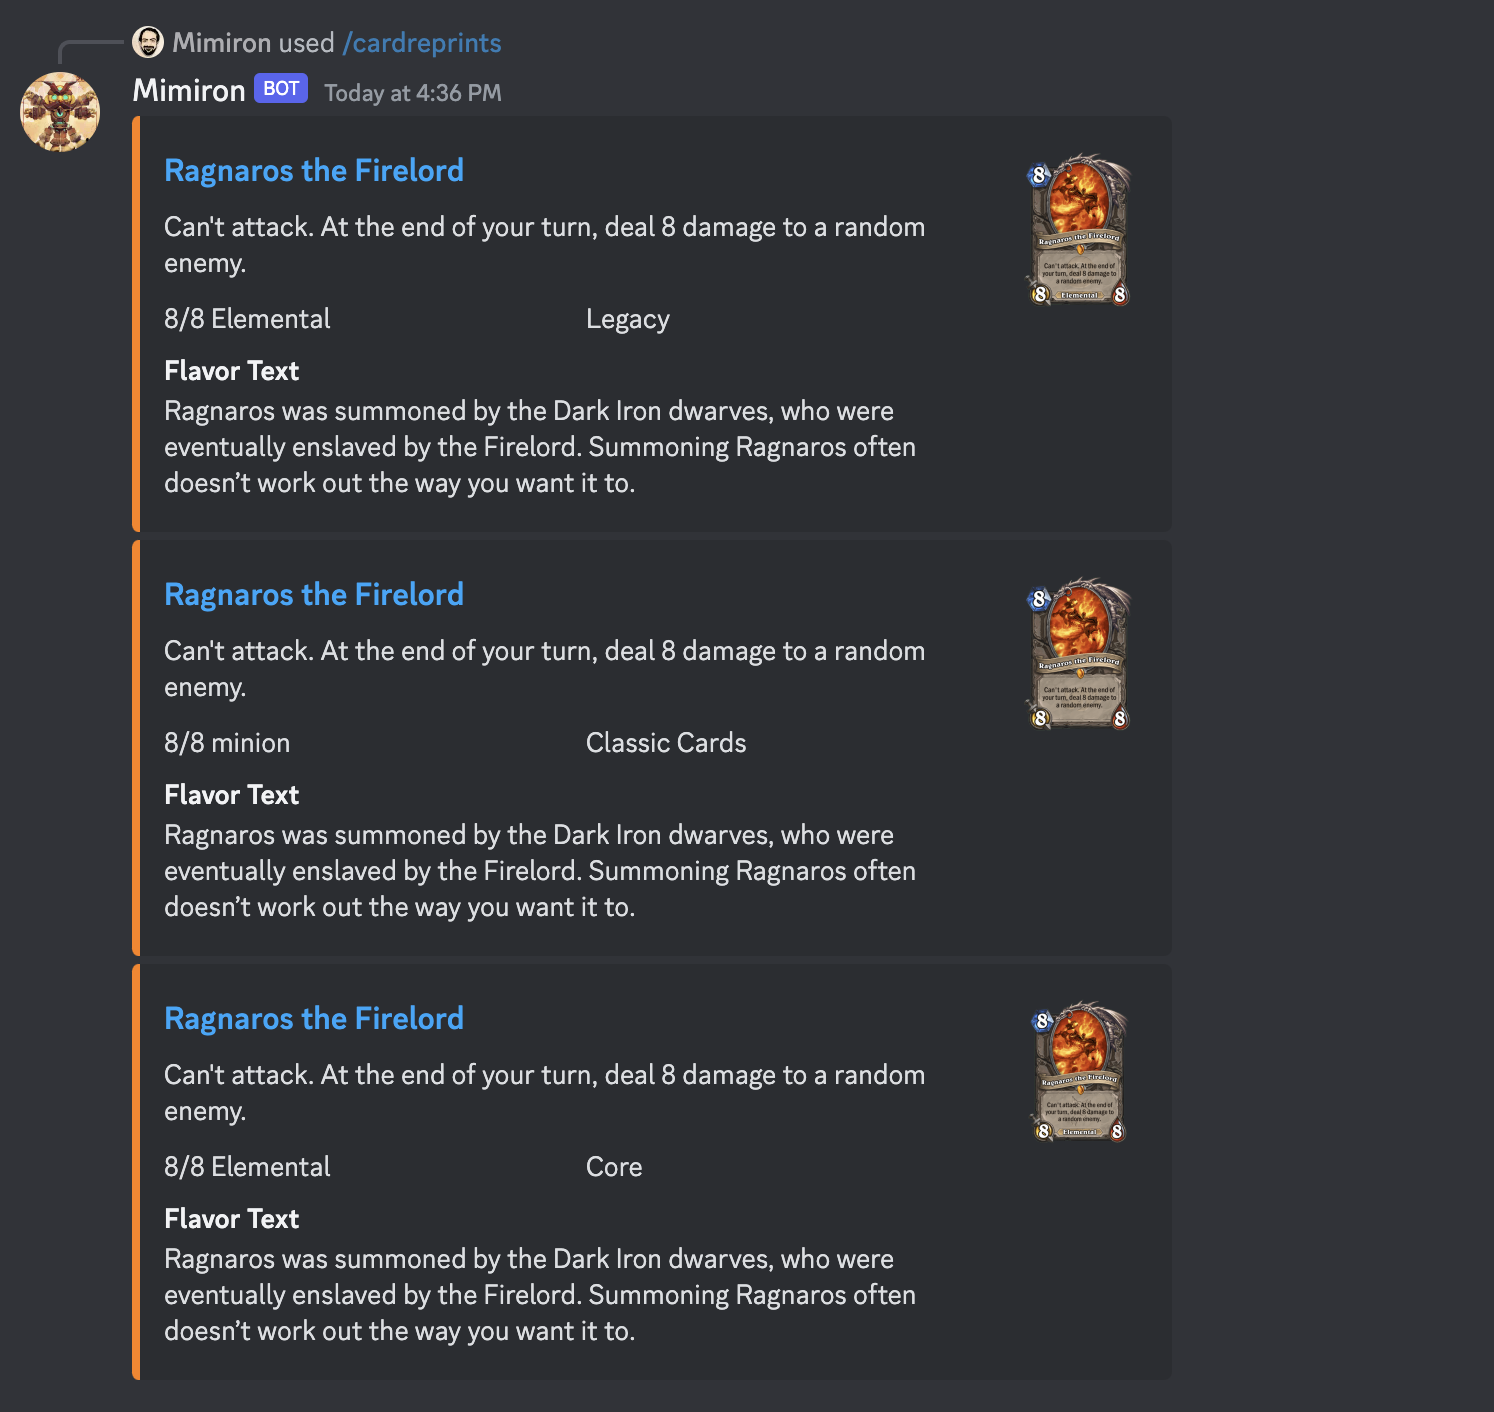 Mimiron used /cardreprints
Mimiron BOT Today at 4:36 PM
Ragnaros the Firelord
Can't attack. At the end of your turn, deal 8 damage to a random
enemy.
8/8 Elemental Legacy
Flavor Text
Ragnaros was summoned by the Dark Iron dwarves, who were
eventually enslaved by the Firelord. Summoning Ragnaros often
doesn’t work out the way you want it to.
8
Ragnaros the Firelord
Can't attack. At the end of
your turn, deal 8 damage to
a random enemy.
8 Elemental 8
Ragnaros the Firelord
Can't attack. At the end of your turn, deal 8 damage to a random
enemy.
8/8 minion Classic Cards
Flavor Text
Ragnaros was summoned by the Dark Iron dwarves, who were
eventually enslaved by the Firelord. Summoning Ragnaros often
doesn’t work out the way you want it to.
8
Ragnaros the Firelord
Can't attack. At the end of
your turn, deal 8 damage to
a random enemy.
8 8
Ragnaros the Firelord
Can't attack. At the end of your turn, deal 8 damage to a random
enemy.
8/8 Elemental Core
Flavor Text
Ragnaros was summoned by the Dark Iron dwarves, who were
eventually enslaved by the Firelord. Summoning Ragnaros often
doesn’t work out the way you want it to.
8
Ragnaros the Firelord
Can't attack. At the end of
your turn, deal 8 damage to
a random enemy.
8 Elemental 8